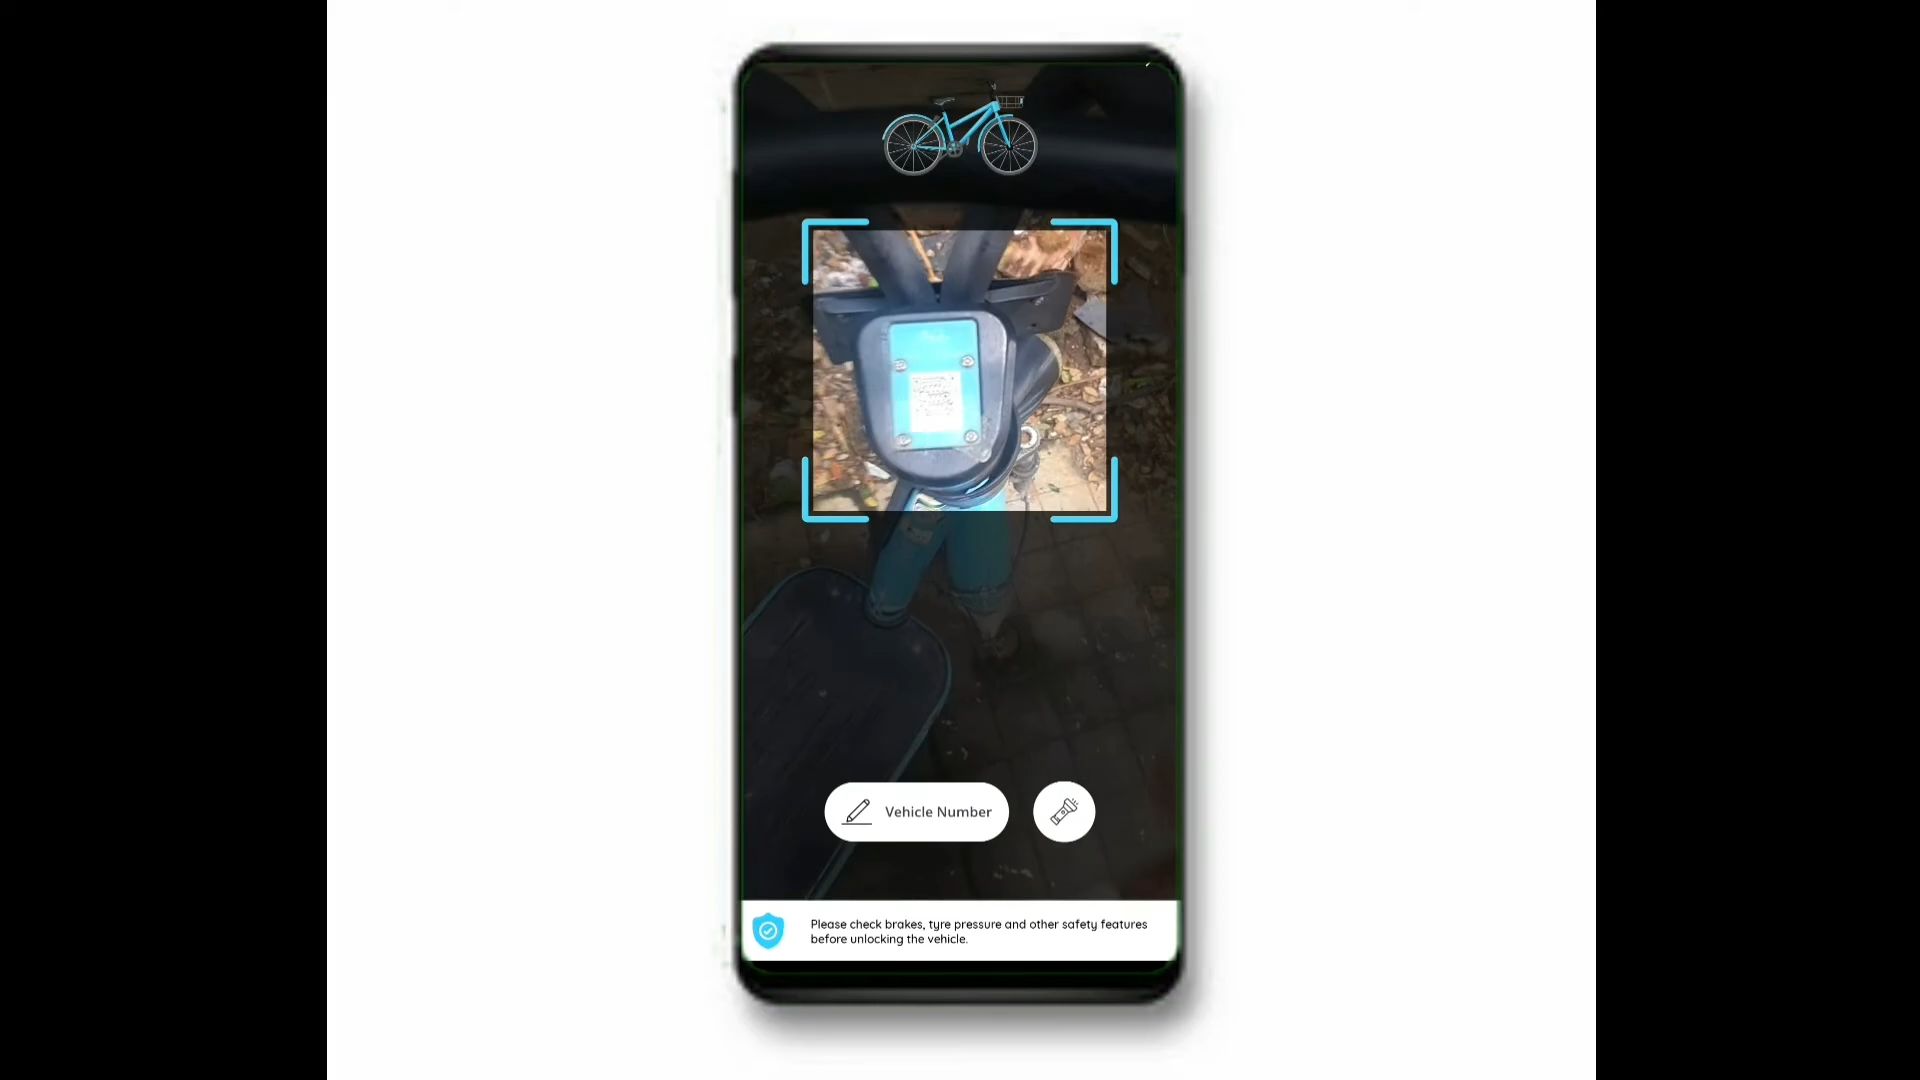 Vehicle Number
Please check brakes, tyre pressure and other safety features
before unlocking the vehicle.